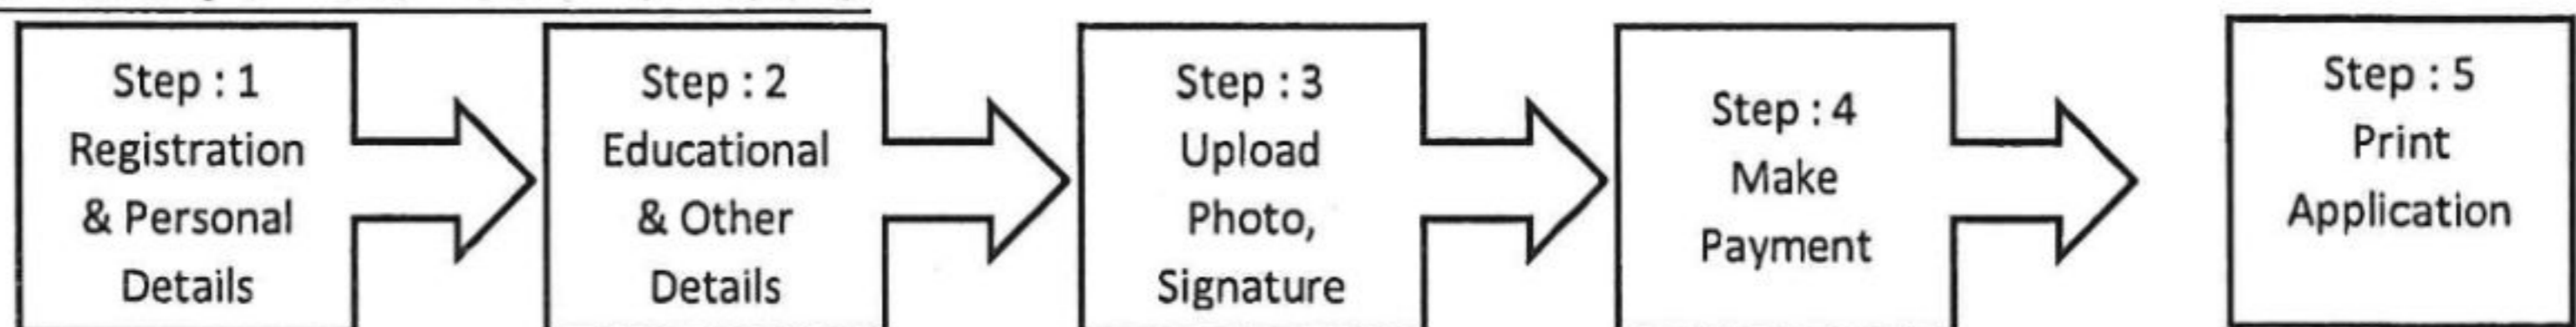 Step : 1
Registration
& Personal
Details
Step : 2
Educational
& Other
Details
Step : 3
Upload
Photo,
Signature
Step : 4
Make
Payment
Step : 5
Print
Application